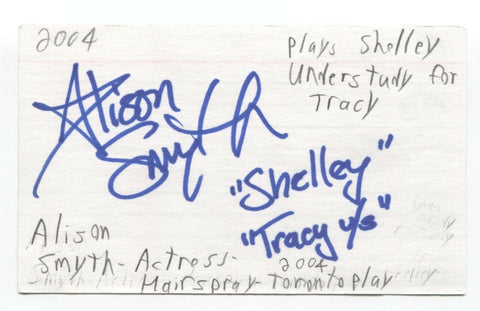 2004
plays Shelley
Understudy for
Tracy
Alison
Smyth
"Shelley"
"Tracy u/s"
Alison
Smyth - Actress -
2004
Hairspray - Toronto play